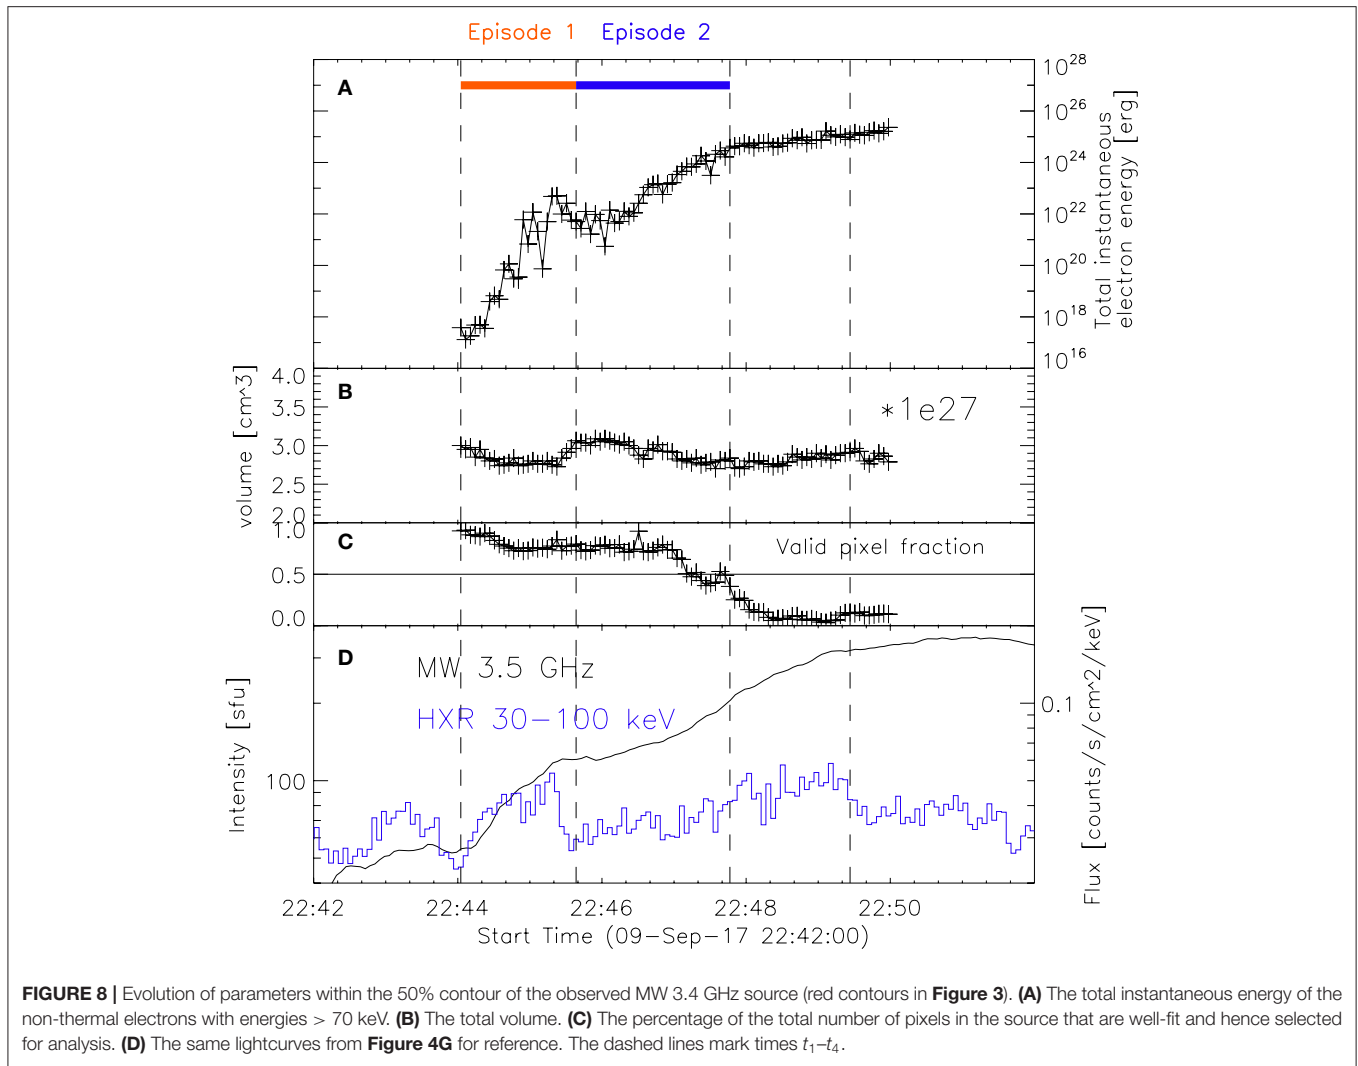 Episode 1 Episode 2
A
10^28
10^26
10^24
10^22
10^20
10^18
10^16
Total instantaneous
electron energy [erg]
B
*1e27
4.0
3.5
3.0
2.5
2.0
volume [cm^3]
C
Valid pixel fraction
1.0
0.5
0.0
D
MW 3.5 GHz
HXR 30-100 keV
100
Intensity [sfu]
0.1
Flux [counts/s/cm^2/keV]
22:42 22:44 22:46 22:48 22:50
Start Time (09-Sep-17 22:42:00)
FIGURE 8 | Evolution of parameters within the 50% contour of the observed MW 3.4 GHz source (red contours in Figure 3). (A) The total instantaneous energy of the
non-thermal electrons with energies > 70 keV. (B) The total volume. (C) The percentage of the total number of pixels in the source that are well-fit and hence selected
for analysis. (D) The same lightcurves from Figure 4G for reference. The dashed lines mark times t1–t4.